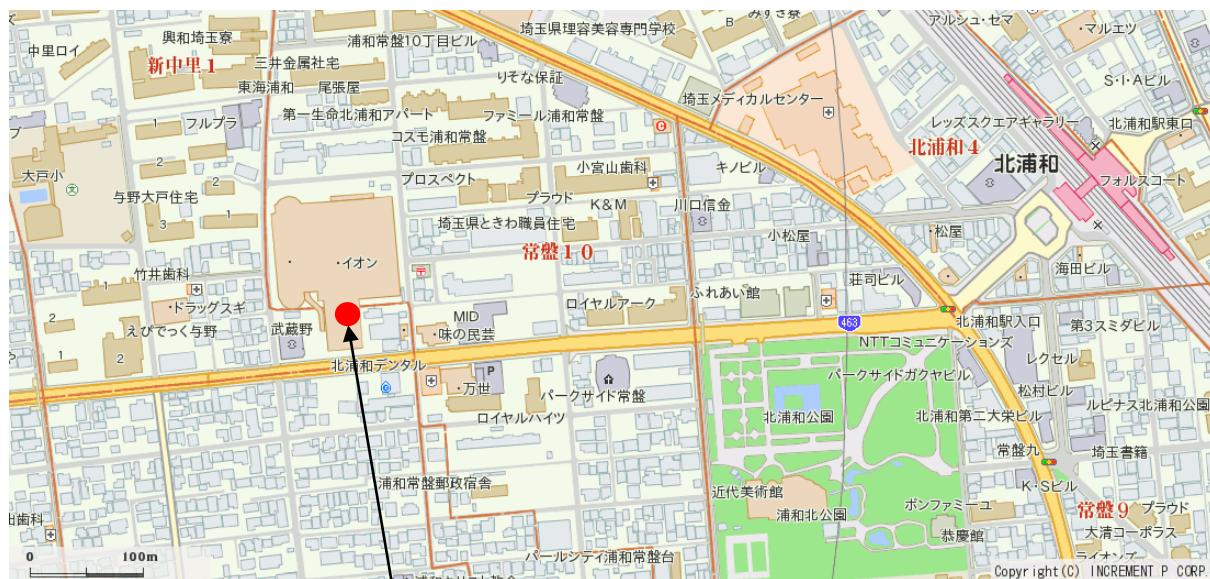 中里ロイ
興和埼玉寮
浦和常盤10丁目ビル
埼玉県理容美容専門学校
B
みすき寮
アルシュ・セマ
・マルエツ
新中里1
三井金属社宅
東海浦和
尾張屋
りそな保証
S・I・Aビル
第一生命北浦和アパート
ファミール浦和常盤
埼玉メディカルセンター
レッズスクエアギャラリー
北浦和駅東口
1
フルプラ
コスモ浦和常盤
北浦和4
北浦和
2
大戸小
文
小宮山歯科
キノビル
プロスペクト
フォルスコート
2
与野大戸住宅
プラウド
K&M
川口信金
1
3
埼玉県ときわ職員住宅
小松屋
・松屋
常盤10
・イオン
竹井歯科
荘司ビル
海田ビル
・ドラッグスギ
ロイヤルアーク
ふれあい館
1
2
えびでっく与野
武蔵野
MID
・味の民芸
463
北浦和駅入口
第3スミダビル
NTTコミュニケーションズ
1
2
北浦和デンタル
P
レクセル
パークサイドガクヤビル
・万世
パークサイド常盤
松村ビル
ロイヤルハイツ
北浦和公園
北浦和第二大栄ビル
ルピナス北浦和公園
常盤九
埼玉書籍
浦和常盤郵政宿舎
K・Sビル
近代美術館
ボンファミーユ
浦和北公園
常盤9
プラウド
出歯科
恭慶館
大清コーポラス
0 100m
パールシティ浦和常盤台
ライオンズ
Copyright(C) INCREMENT P CORP.